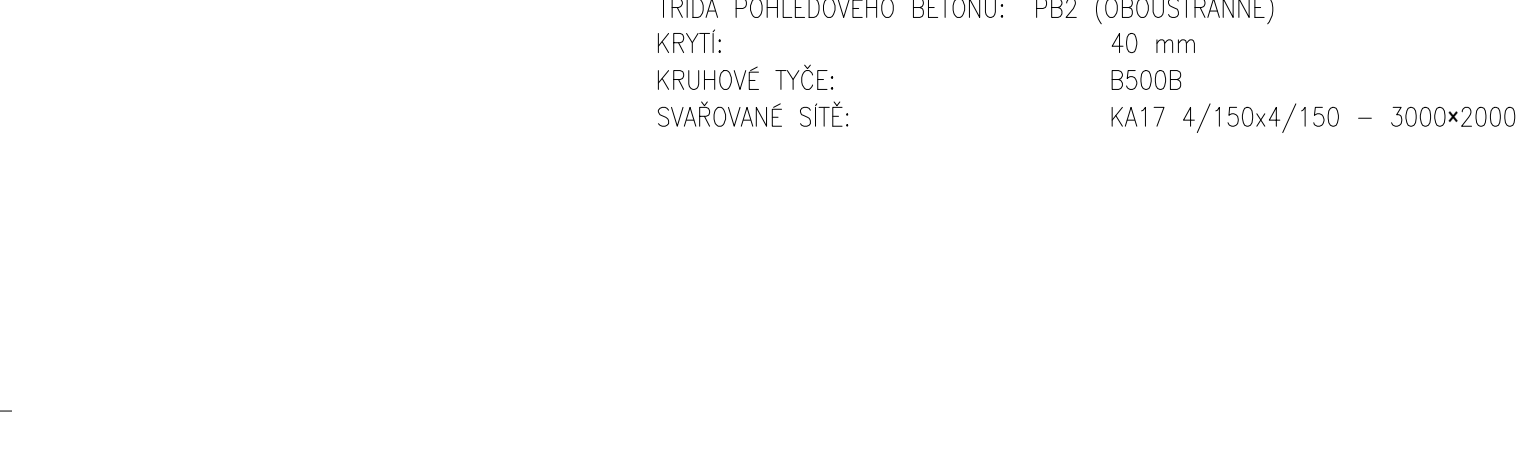 TŘÍDA POHLEDOVÉHO BETONU: PB2 (OBOUSTRANNĚ)
KRYTÍ: 40 mm
KRUHOVÉ TYČE: B500B
SVAŘOVANÉ SÍTĚ: KA17 4/150x4/150 – 3000×2000